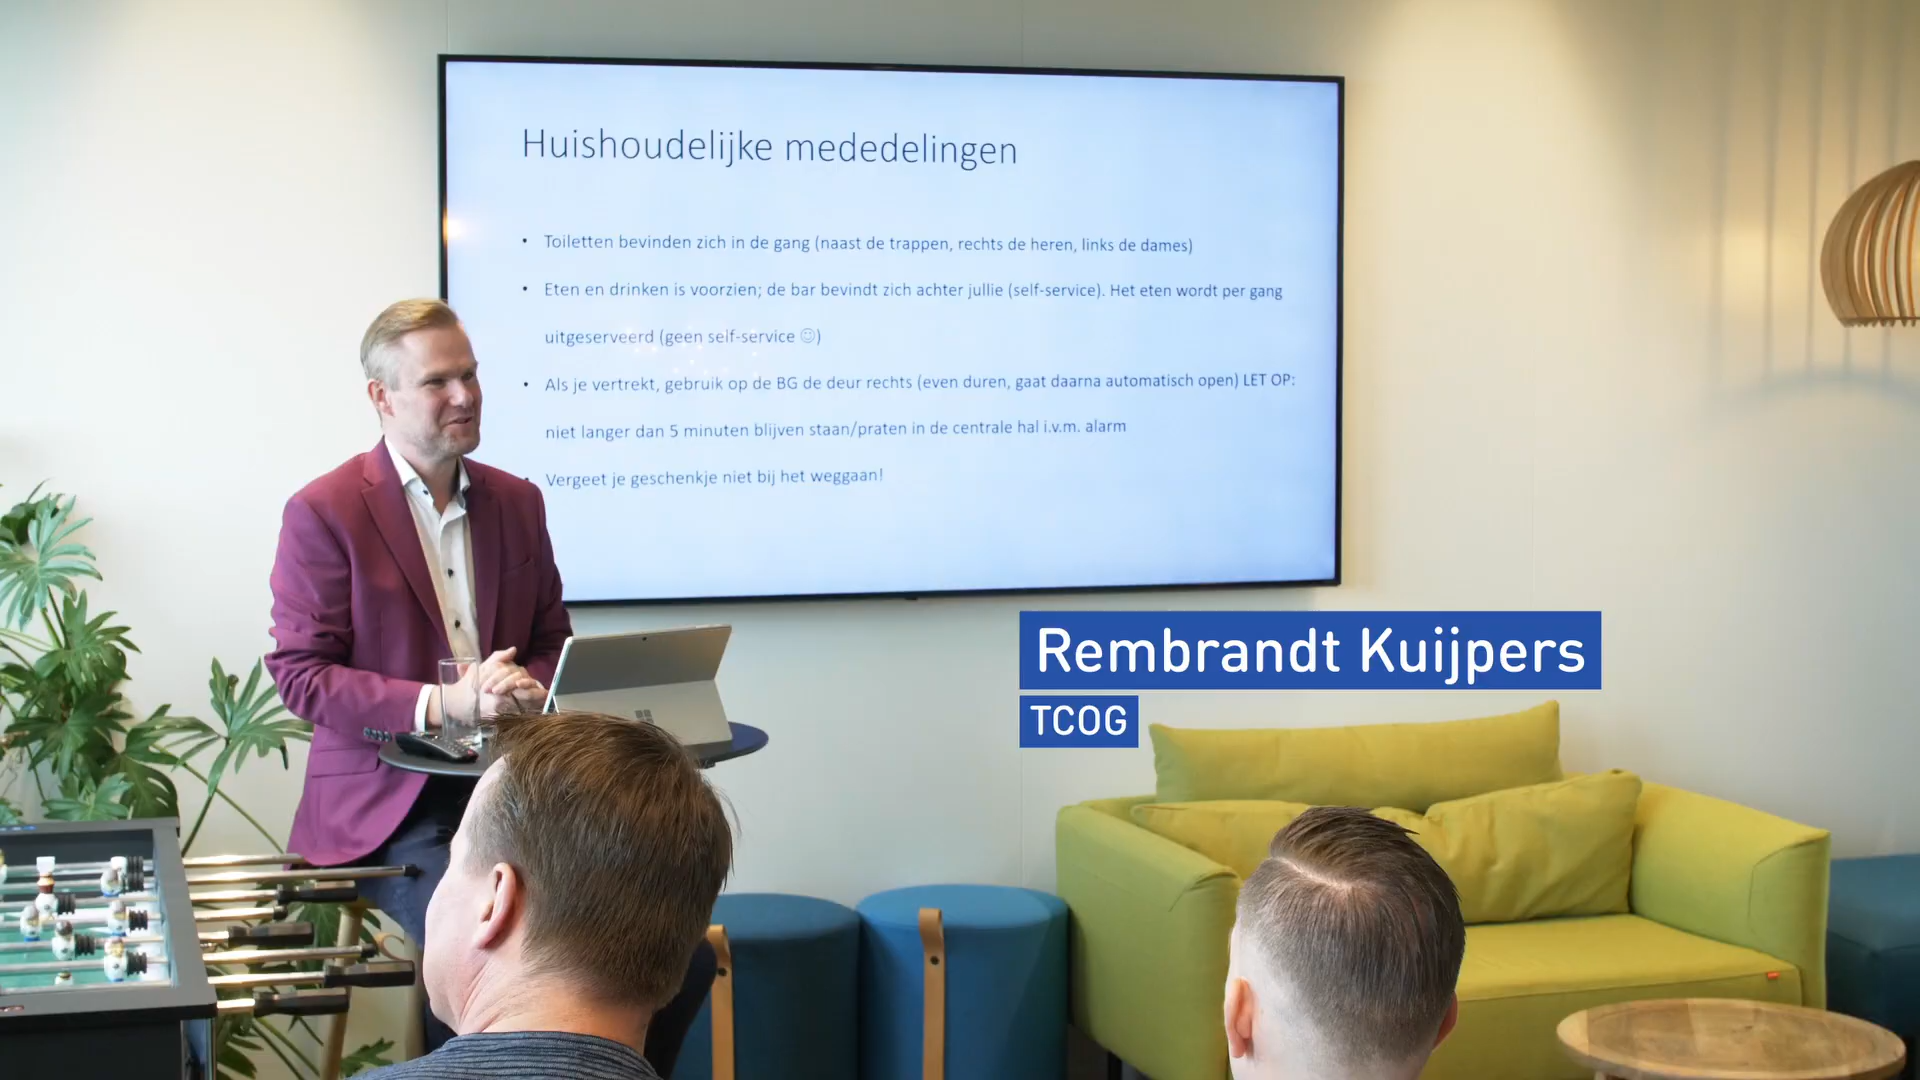 Huishoudelijke mededelingen
• Toiletten bevinden zich in de gang (naast de trappen, rechts de heren, links de dames)
• Eten en drinken is voorzien; de bar bevindt zich achter jullie (self-service). Het eten wordt per gang
uitgeserveerd (geen self-service ☺)
• Als je vertrekt, gebruik op de BG de deur rechts (even duren, gaat daarna automatisch open) LET OP:
niet langer dan 5 minuten blijven staan/praten in de centrale hal i.v.m. alarm
• Vergeet je geschenkje niet bij het weggaan!
Rembrandt Kuijpers
TCOG